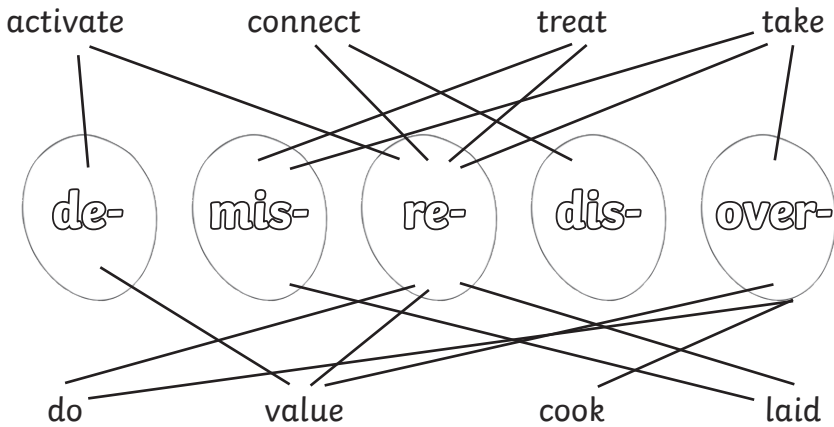 activate connect treat take
de- mis- re- dis- over-
do value cook laid